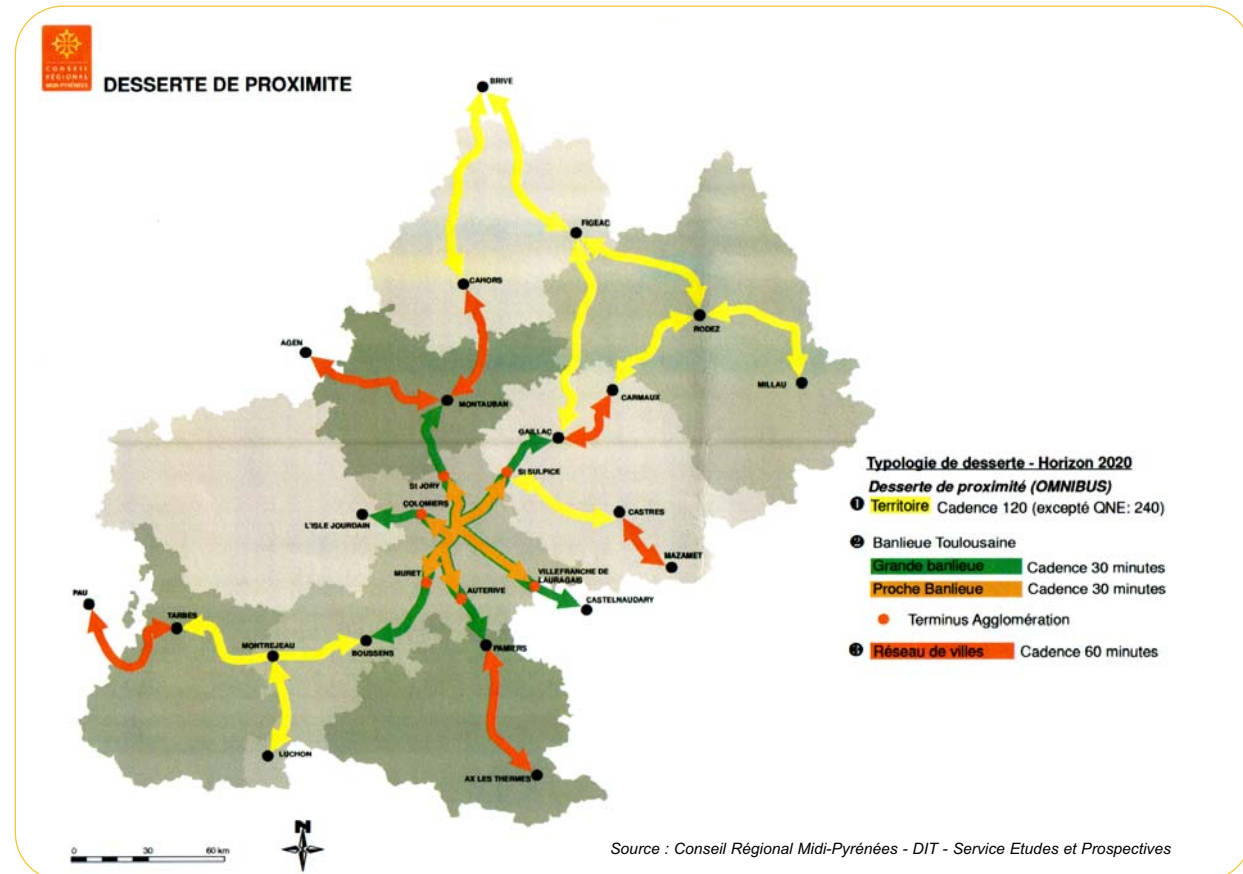 CONSEIL
RÉGIONAL
MIDI-PYRÉNÉES
DESSERTE DE PROXIMITE
BRIVE
FIGEAC
CAHORS
RODEZ
AGEN
MILLAU
CARMAUX
MONTAUBAN
GAILLAC
ST SULPICE
ST JORY
COLOMIERS
CASTRES
L'ISLE JOURDAIN
MAZAMET
MURET
VILLEFRANCHE DE
LAURAGAIS
AUTERIVE
CASTELNAUDARY
PAU
TARBES
MONTREJEAU
BOUSSENS
PAMIERS
LUCHON
AX LES THERMES
Typologie de desserte - Horizon 2020
Desserte de proximité (OMNIBUS)
❶ Territoire Cadence 120 (excepté QNE: 240)
❷ Banlieue Toulousaine
Grande banlieue Cadence 30 minutes
Proche Banlieue Cadence 30 minutes
Terminus Agglomération
❸ Réseau de villes Cadence 60 minutes
N
0 30 60 km
Source : Conseil Régional Midi-Pyrénées - DIT - Service Etudes et Prospectives